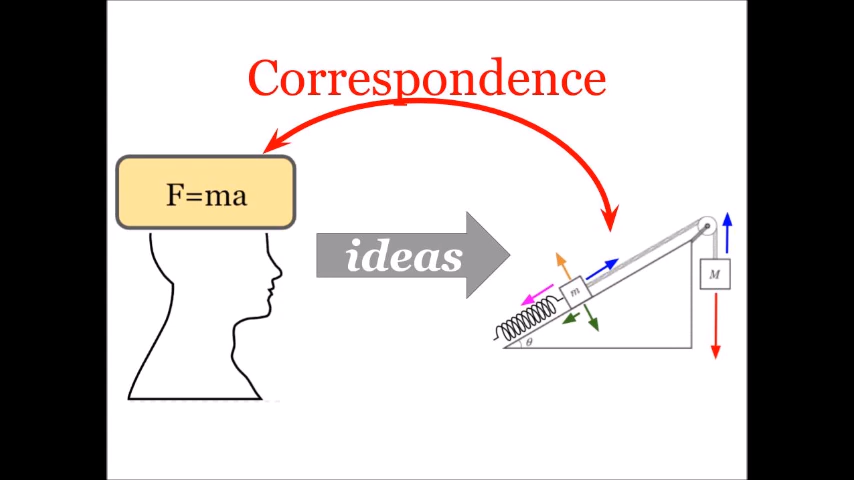 Correspondence
F=ma
ideas
m
M
θ